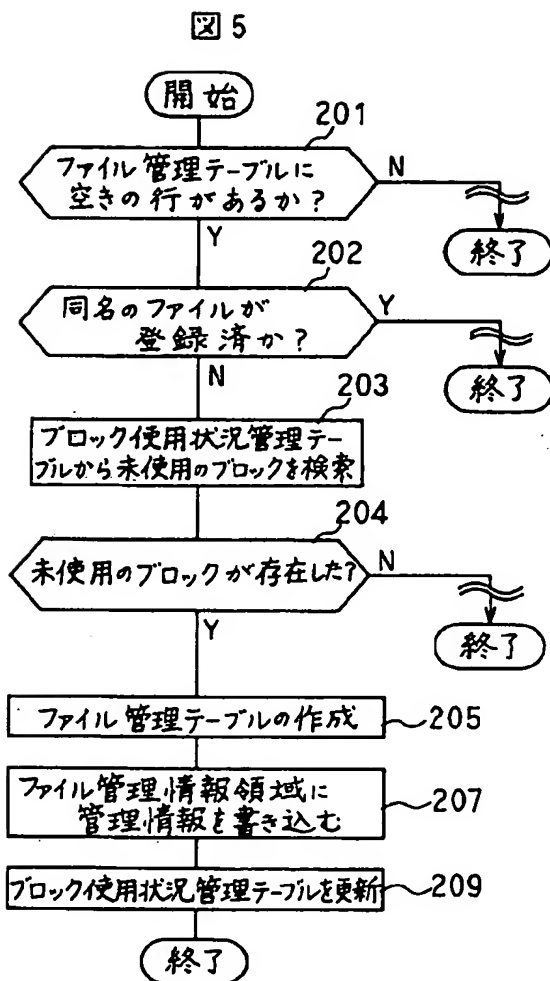 図5
開始
201
ファイル管理テーブルに
空きの行があるか?
N
終了
Y
202
同名のファイルが
登録済か?
Y
終了
N
203
ブロック使用状況管理テー
ブルから未使用のブロックを検索
204
未使用のブロックが存在した?
N
終了
Y
ファイル管理テーブルの作成
205
ファイル管理情報領域に
管理情報を書き込む
207
ブロック使用状況管理テーブルを更新
209
終了